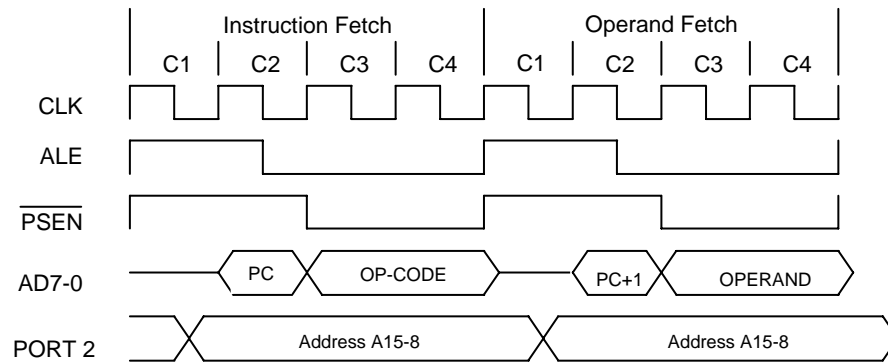 Instruction Fetch Operand Fetch
C1 C2 C3 C4 C1 C2 C3 C4
CLK
ALE
PSEN
AD7-0 PC OP-CODE PC+1 OPERAND
PORT 2 Address A15-8 Address A15-8